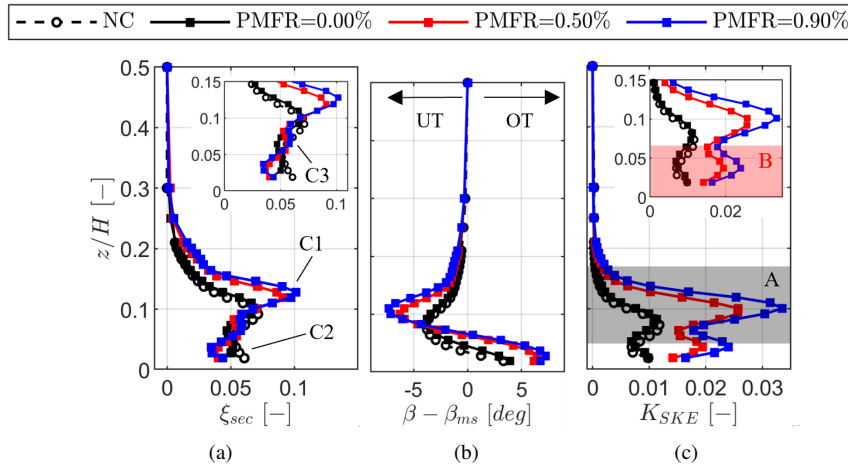 NC PMFR=0.00% PMFR=0.50% PMFR=0.90%
0.5
0.4
0.3
0.2
0.1
0
z/H [−]
0 0.05 0.1
ξsec [−]
0.15
0.1
0.05
0
0 0.05 0.1
C3
C1
C2
(a)
UT OT
-5 0 5
β − βms [deg]
(b)
0.15
0.1
0.05
0
0 0.02
B
A
0 0.01 0.02 0.03
KSKE [−]
(c)